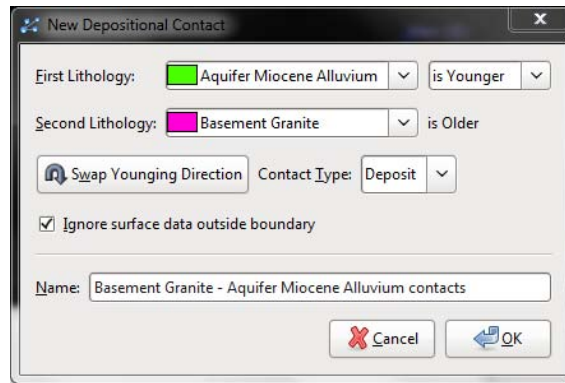 New Depositional Contact
x
First Lithology: Aquifer Miocene Alluvium is Younger
Second Lithology: Basement Granite is Older
Swap Younging Direction Contact Type: Deposit
Ignore surface data outside boundary
Name: Basement Granite - Aquifer Miocene Alluvium contacts
Cancel OK